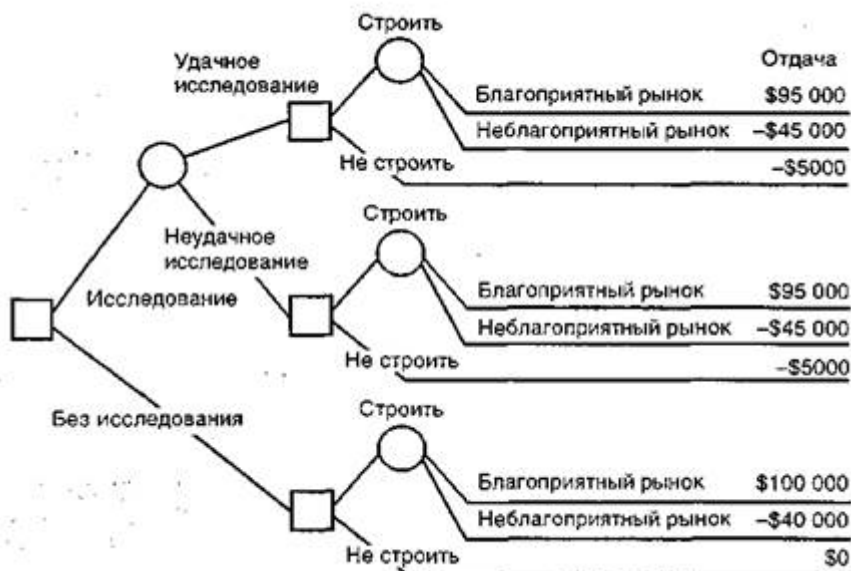 Строить
Удачное
исследование
Отдача
Благоприятный рынок $95 000
Неблагоприятный рынок –$45 000
Не строить –$5000
Строить
Неудачное
исследование
Исследование
Благоприятный рынок $95 000
Неблагоприятный рынок –$45 000
Не строить –$5000
Строить
Без исследования
Благоприятный рынок $100 000
Неблагоприятный рынок –$40 000
Не строить $0